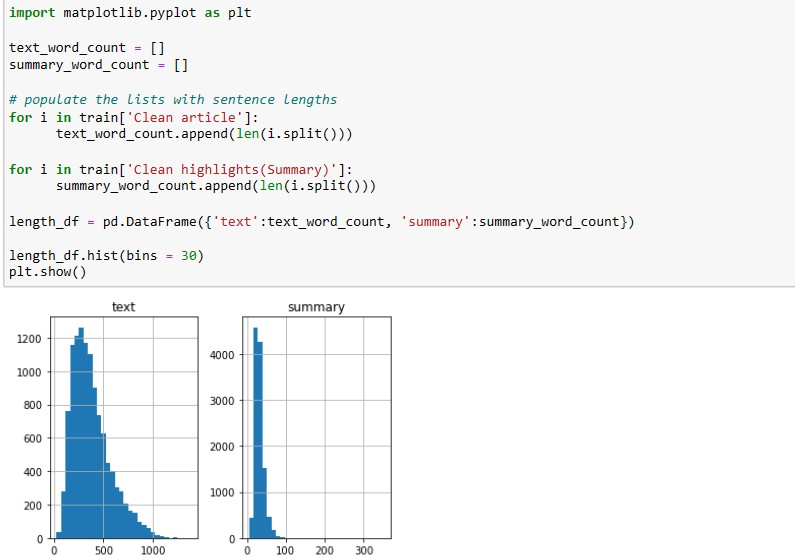 import matplotlib.pyplot as plt
text_word_count = []
summary_word_count = []
# populate the lists with sentence lengths
for i in train['Clean article']:
text_word_count.append(len(i.split()))
for i in train['Clean highlights(Summary)']:
summary_word_count.append(len(i.split()))
length_df = pd.DataFrame({'text':text_word_count, 'summary':summary_word_count})
length_df.hist(bins = 30)
plt.show()
text
1200
1000
800
600
400
200
0
0 500 1000
summary
4000
3000
2000
1000
0
0 100 200 300